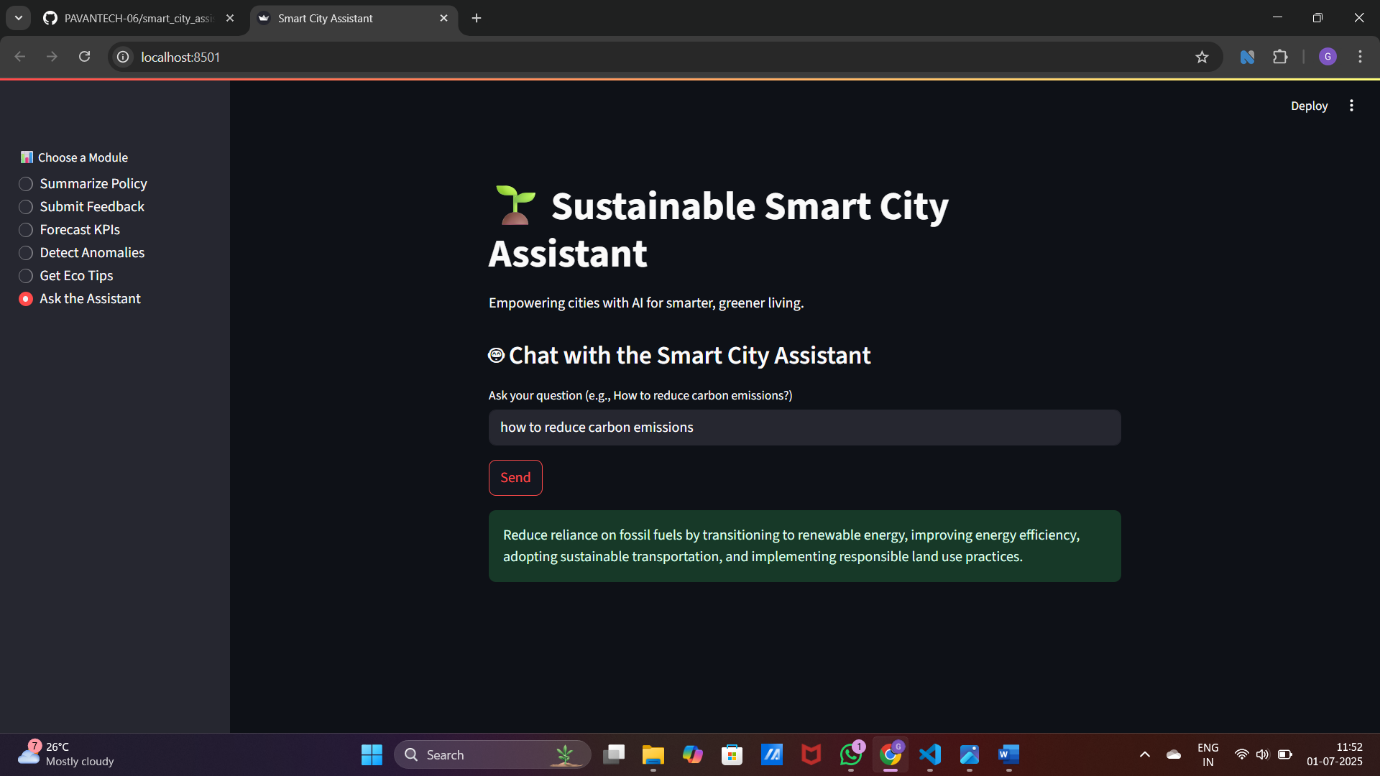 PAVANTECH-06/smart_city_assi
Smart City Assistant
localhost:8501
G
Deploy
Choose a Module
Summarize Policy
Submit Feedback
Forecast KPIs
Detect Anomalies
Get Eco Tips
Ask the Assistant
Sustainable Smart City
Assistant
Empowering cities with AI for smarter, greener living.
Chat with the Smart City Assistant
Ask your question (e.g., How to reduce carbon emissions?)
how to reduce carbon emissions
Send
Reduce reliance on fossil fuels by transitioning to renewable energy, improving energy efficiency,
adopting sustainable transportation, and implementing responsible land use practices.
7
26°C
Mostly cloudy
Search
1
G
W
ENG
IN
11:52
01-07-2025